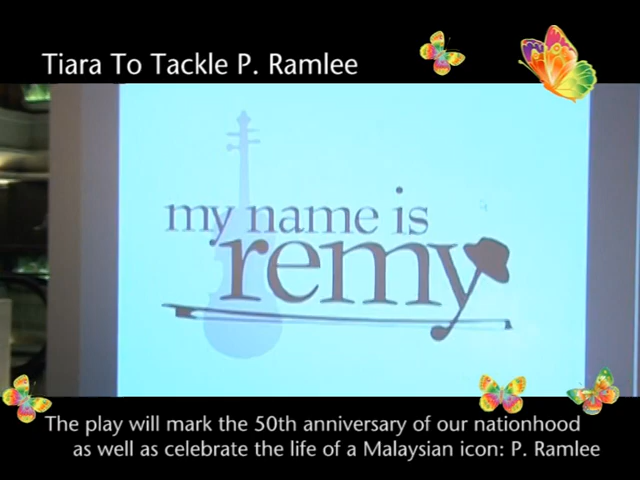 Tiara To Tackle P. Ramlee
my name is
remy
The play will mark the 50th anniversary of our nationhood
as well as celebrate the life of a Malaysian icon: P. Ramlee